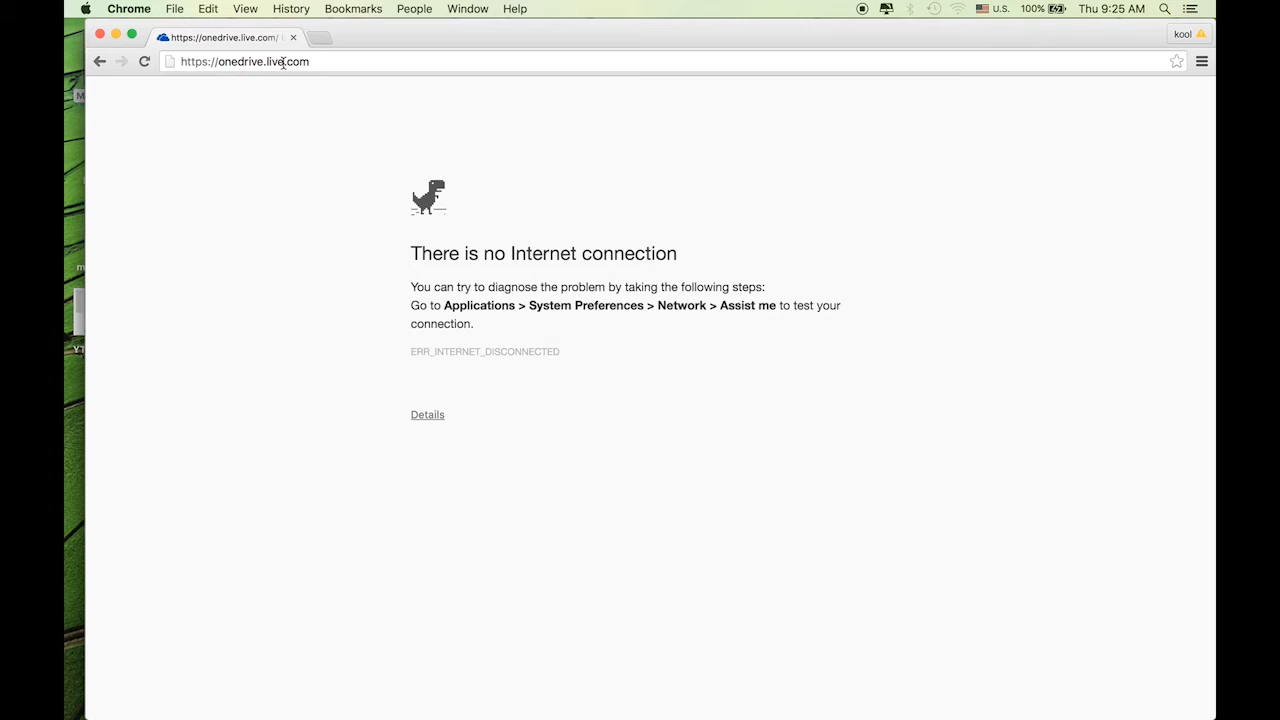 Chrome File Edit View History Bookmarks People Window Help U.S. 100% Thu 9:25 AM
https://onedrive.live.com/ kool
https://onedrive.live.com
There is no Internet connection
You can try to diagnose the problem by taking the following steps:
Go to Applications > System Preferences > Network > Assist me to test your
connection.
ERR_INTERNET_DISCONNECTED
Details